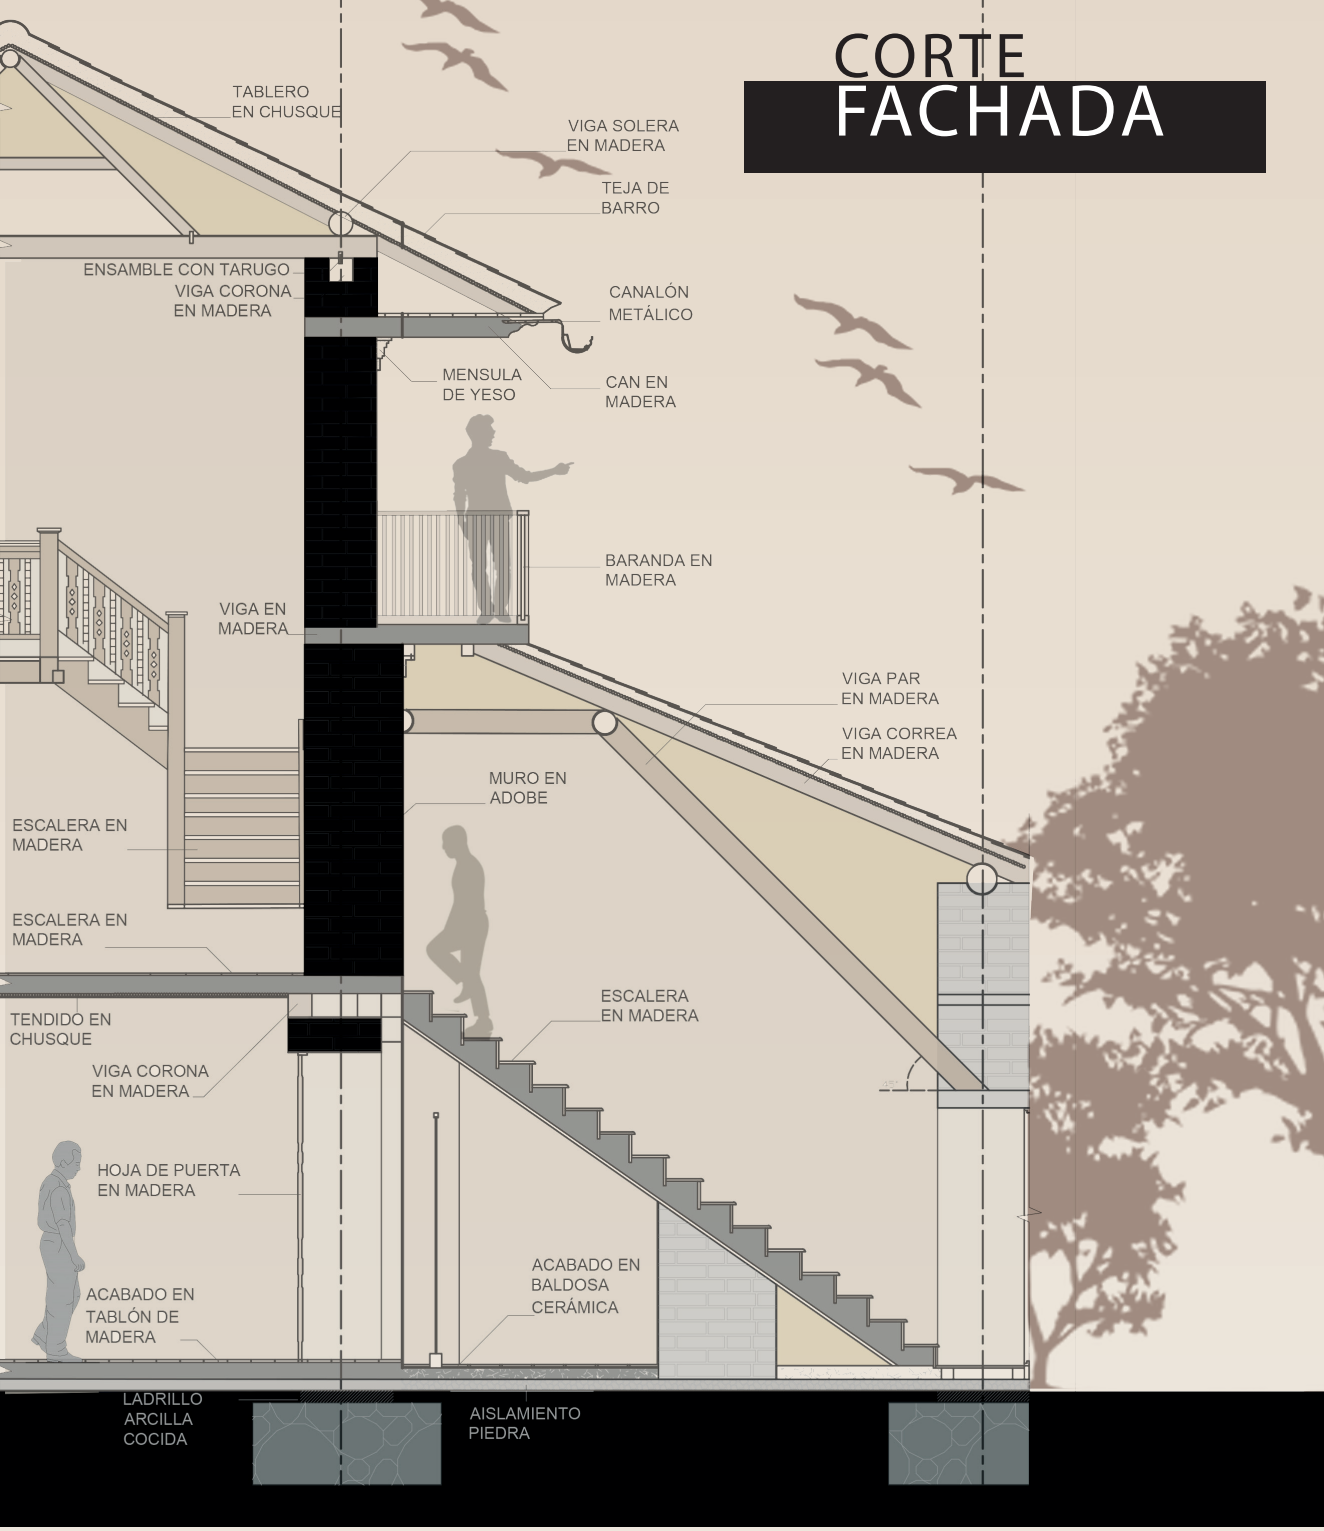 CORTE
FACHADA
TABLERO
EN CHUSQUE
VIGA SOLERA
EN MADERA
TEJA DE
BARRO
ENSAMBLE CON TARUGO
VIGA CORONA
EN MADERA
CANALÓN
METÁLICO
MENSULA
DE YESO
CAN EN
MADERA
BARANDA EN
MADERA
VIGA EN
MADERA
VIGA PAR
EN MADERA
VIGA CORREA
EN MADERA
MURO EN
ADOBE
ESCALERA EN
MADERA
ESCALERA EN
MADERA
TENDIDO EN
CHUSQUE
ESCALERA
EN MADERA
VIGA CORONA
EN MADERA
HOJA DE PUERTA
EN MADERA
ACABADO EN
BALDOSA
CERÁMICA
ACABADO EN
TABLÓN DE
MADERA
LADRILLO
ARCILLA
COCIDA
AISLAMIENTO
PIEDRA